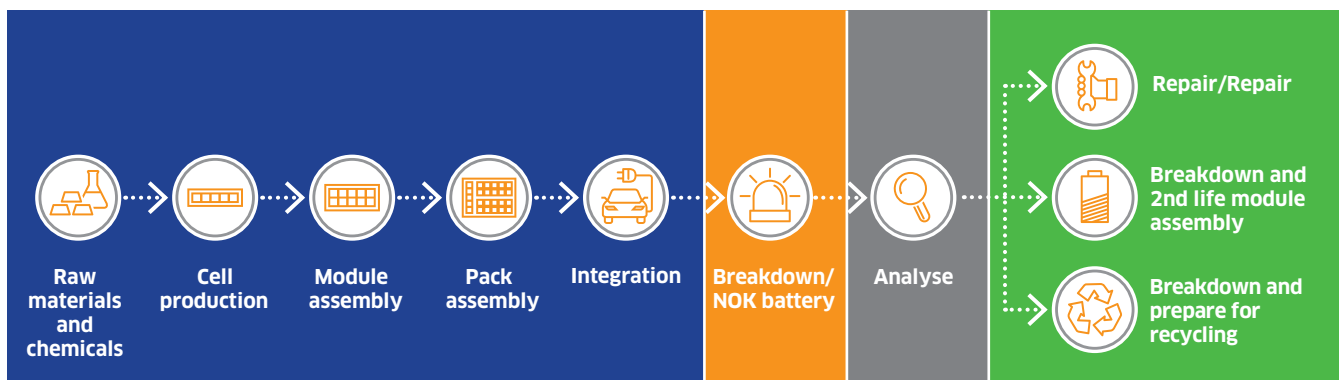 Raw
materials
and
chemicals
Cell
production
Module
assembly
Pack
assembly
Integration
Breakdown/
NOK battery
Analyse
Repair/Repair
Breakdown and
2nd life module
assembly
Breakdown and
prepare for
recycling